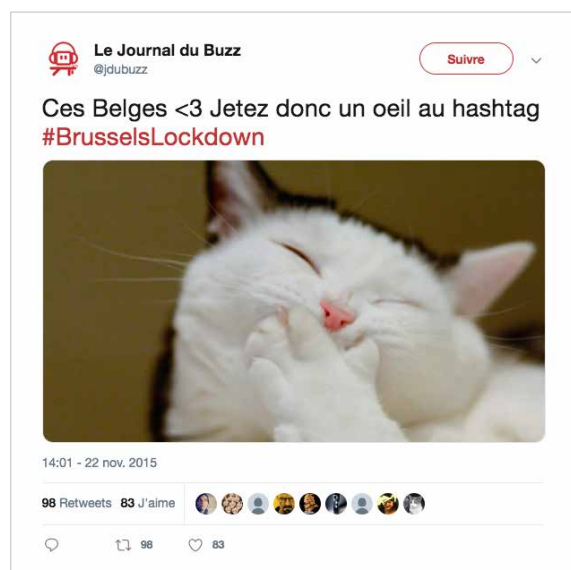 Le Journal du Buzz
@jdubuzz
Suivre
Ces Belges <3 Jetez donc un oeil au hashtag
#BrusselsLockdown
14:01 - 22 nov. 2015
98 Retweets 83 J'aime
98 83